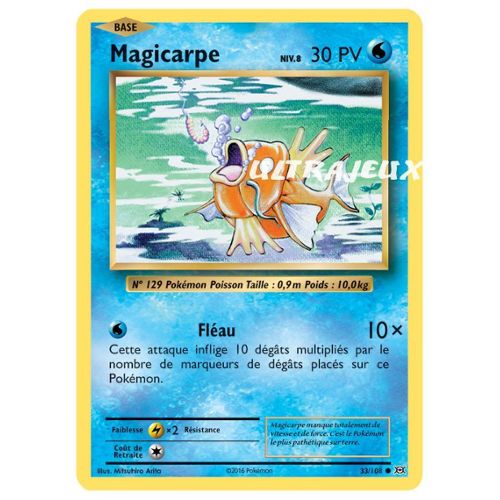 BASE
Magicarpe NIV.8 30 PV
ULTRAJEUX
N° 129 Pokémon Poisson Taille : 0,9 m Poids : 10,0kg
Fléau 10×
Cette attaque inflige 10 dégâts multipliés par le
nombre de marqueurs de dégâts placés sur ce
Pokémon.
Faiblesse ×2 Résistance
Coût de
Retraite
Magicarpe manque totalement de
vitesse et de force. C'est le Pokémon
le plus pathétique sur terre.
Illus. Mitsuhiro Arita ©2016 Pokémon 33/108